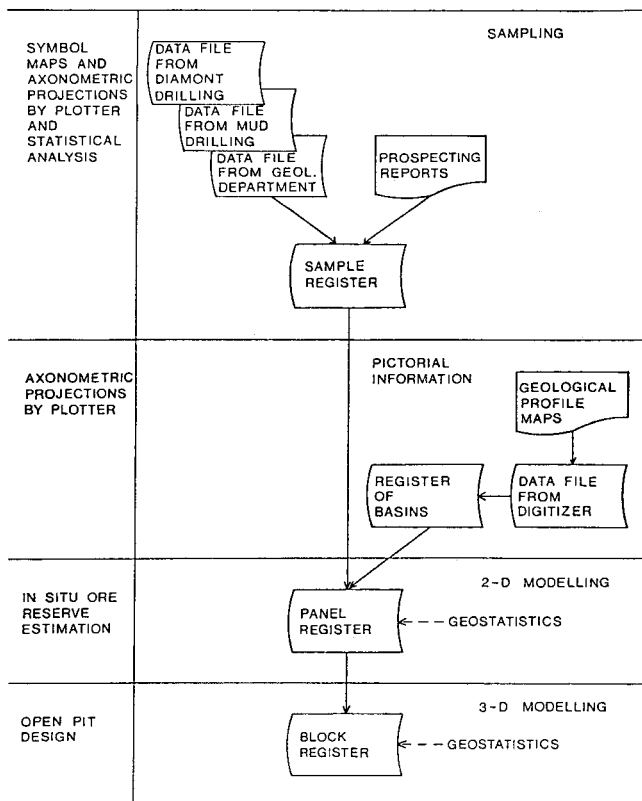 SAMPLING
SYMBOL
MAPS AND
AXONOMETRIC
PROJECTIONS
BY PLOTTER
AND
STATISTICAL
ANALYSIS
DATA FILE
FROM
DIAMONT
DRILLING
DATA FILE
FROM MUD
DRILLING
DATA FILE
FROM GEOL.
DEPARTMENT
PROSPECTING
REPORTS
SAMPLE
REGISTER
PICTORIAL
INFORMATION
AXONOMETRIC
PROJECTIONS
BY PLOTTER
GEOLOGICAL
PROFILE
MAPS
REGISTER
OF
BASINS
DATA FILE
FROM
DIGITIZER
2-D MODELLING
IN SITU ORE
RESERVE
ESTIMATION
PANEL
REGISTER
GEOSTATISTICS
3-D MODELLING
OPEN PIT
DESIGN
BLOCK
REGISTER
GEOSTATISTICS